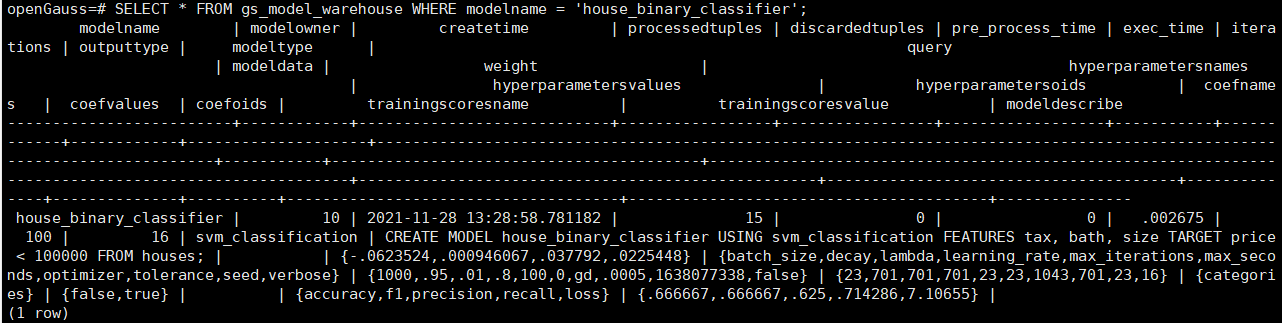 openGauss=# SELECT * FROM gs_model_warehouse WHERE modelname = 'house_binary_classifier';
        modelname        | modelowner |         createtime         | processedtuples | discardedtuples | pre_process_time | exec_time | itera
tions | outputtype |     modeltype      |                                                           query
                       | modeldata |                 weight                  |                                        hyperparametersnames
                                      |               hyperparametersvalues               |          hyperparametersoids          | coefname
s   |  coefvalues  | coefoids |         trainingscoresname          |          trainingscoresvalue           | modeldescribe
-------------------------+------------+----------------------------+-----------------+-----------------+------------------+-----------+------
------+------------+--------------------+----------------------------------------------------------------------------------------------------
-----------------------+-----------+-----------------------------------------+---------------------------------------------------------------
--------------------------------------+---------------------------------------------------+---------------------------------------+----------
----+--------------+----------+-------------------------------------+----------------------------------------+---------------
 house_binary_classifier |         10 | 2021-11-28 13:28:58.781182 |              15 |               0 |                0 |   .002675 |
  100 |         16 | svm_classification | CREATE MODEL house_binary_classifier USING svm_classification FEATURES tax, bath, size TARGET price
 < 100000 FROM houses; |           | {-.0623524,.000946067,.037792,.0225448} | {batch_size,decay,lambda,learning_rate,max_iterations,max_seco
nds,optimizer,tolerance,seed,verbose} | {1000,.95,.01,.8,100,0,gd,.0005,1638077338,false} | {23,701,701,701,23,23,1043,701,23,16} | {categori
es} | {false,true} |          | {accuracy,f1,precision,recall,loss} | {.666667,.666667,.625,.714286,7.10655} |
(1 row)